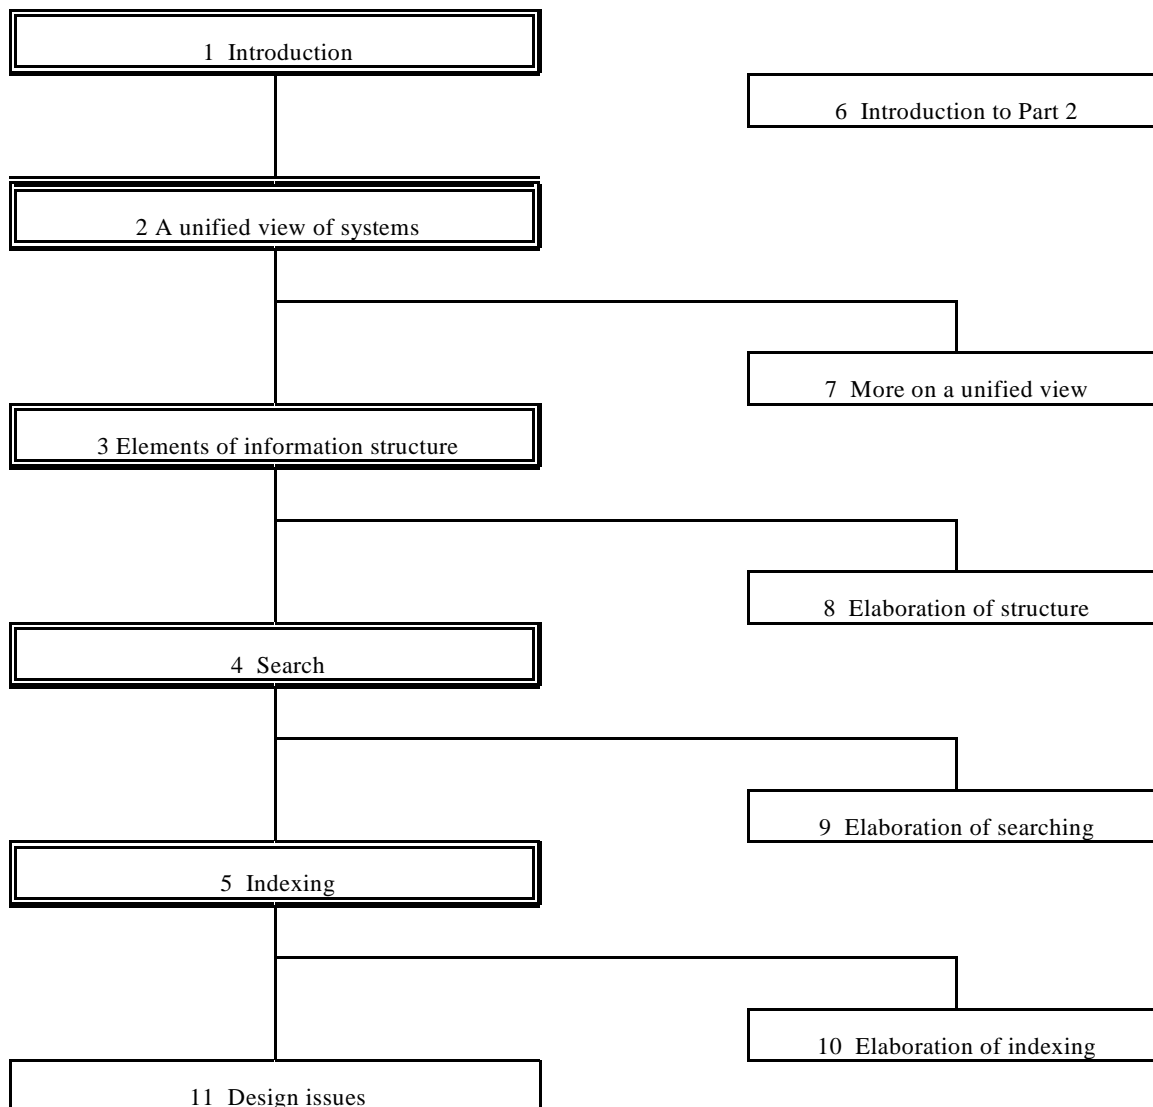 1 Introduction
6 Introduction to Part 2
2 A unified view of systems
7 More on a unified view
3 Elements of information structure
8 Elaboration of structure
4 Search
9 Elaboration of searching
5 Indexing
10 Elaboration of indexing
11 Design issues